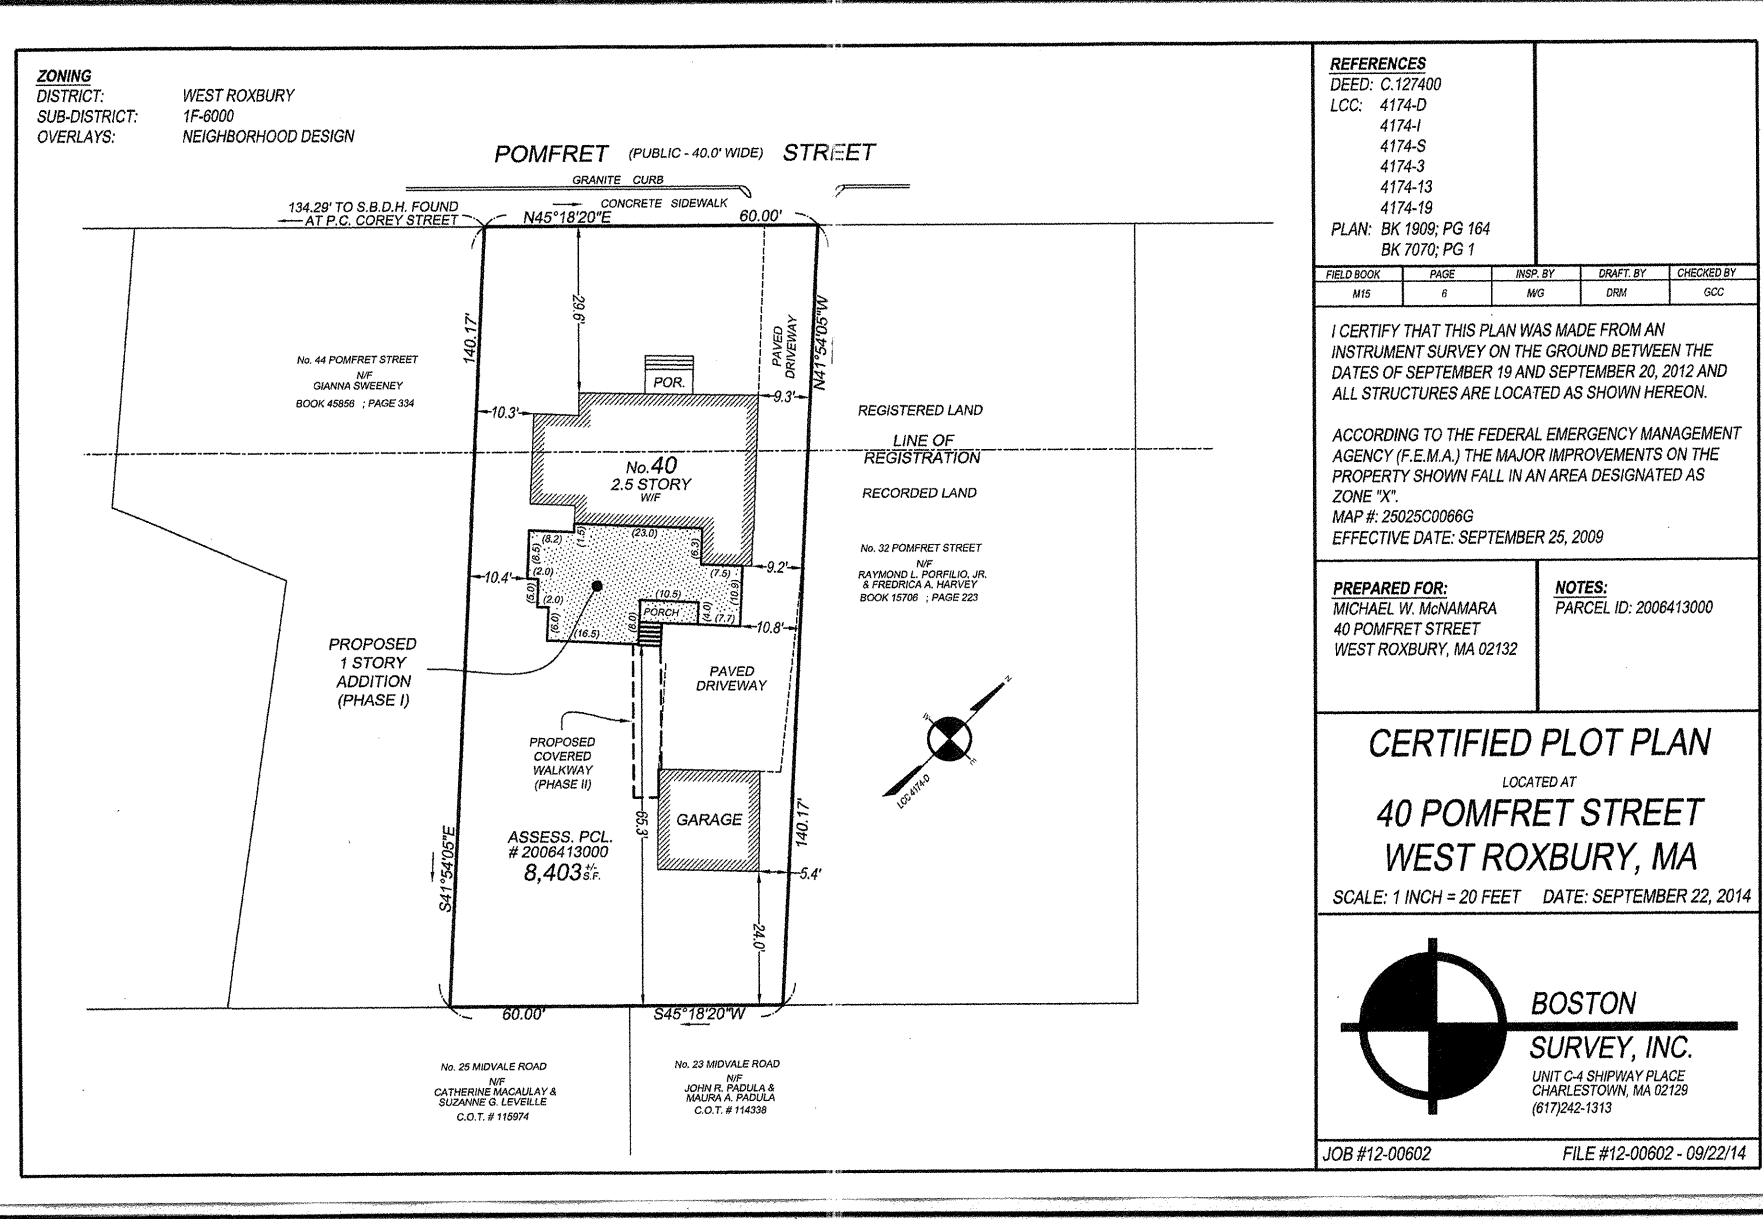 ZONING
DISTRICT: WEST ROXBURY
SUB-DISTRICT: 1F-6000
OVERLAYS: NEIGHBORHOOD DESIGN
POMFRET (PUBLIC - 40.0' WIDE) STREET
GRANITE CURB
CONCRETE SIDEWALK
134.29' TO S.B.D.H. FOUND
AT P.C. COREY STREET
N45°18'20"E 60.00'
140.17'
29.6'
PAVED
DRIVEWAY
N41°54'05"W
No. 44 POMFRET STREET
N/F
GIANNA SWEENEY
BOOK 45856 ; PAGE 334
POR.
10.3'
9.3'
REGISTERED LAND
LINE OF
REGISTRATION
RECORDED LAND
No. 40
2.5 STORY
W/F
(8.2)
(1.5)
(23.0)
(6.3)
(8.5)
(2.0)
(7.5)
9.2'
10.4'
(5.0)
(2.0)
(10.5)
(10.9)
PORCH
(4.0)
(7.7)
(6.0)
(16.5)
(8.0)
10.8'
No. 32 POMFRET STREET
N/F
RAYMOND L. PORFILIO, JR.
& FREDRICA A. HARVEY
BOOK 15706 ; PAGE 223
PROPOSED
1 STORY
ADDITION
(PHASE I)
PAVED
DRIVEWAY
PROPOSED
COVERED
WALKWAY
(PHASE II)
N
W
E
LCC 4174-D
65.3'
GARAGE
140.17'
ASSESS. PCL.
# 2006413000
8,403 +/- S.F.
5.4'
S41°54'05"E
24.0'
60.00' S45°18'20"W
No. 25 MIDVALE ROAD
N/F
CATHERINE MACAULAY &
SUZANNE G. LEVEILLE
C.O.T. # 115974
No. 23 MIDVALE ROAD
N/F
JOHN R. PADULA &
MAURA A. PADULA
C.O.T. # 114338
REFERENCES
DEED: C.127400
LCC: 4174-D
4174-I
4174-S
4174-3
4174-13
4174-19
PLAN: BK 1909; PG 164
BK 7070; PG 1
FIELD BOOK PAGE INSP. BY DRAFT. BY CHECKED BY
M15 6 M/G DRM GCC
I CERTIFY THAT THIS PLAN WAS MADE FROM AN
INSTRUMENT SURVEY ON THE GROUND BETWEEN THE
DATES OF SEPTEMBER 19 AND SEPTEMBER 20, 2012 AND
ALL STRUCTURES ARE LOCATED AS SHOWN HEREON.
ACCORDING TO THE FEDERAL EMERGENCY MANAGEMENT
AGENCY (F.E.M.A.) THE MAJOR IMPROVEMENTS ON THE
PROPERTY SHOWN FALL IN AN AREA DESIGNATED AS
ZONE "X".
MAP #: 25025C0066G
EFFECTIVE DATE: SEPTEMBER 25, 2009
PREPARED FOR:
MICHAEL W. McNAMARA
40 POMFRET STREET
WEST ROXBURY, MA 02132
NOTES:
PARCEL ID: 2006413000
CERTIFIED PLOT PLAN
LOCATED AT
40 POMFRET STREET
WEST ROXBURY, MA
SCALE: 1 INCH = 20 FEET DATE: SEPTEMBER 22, 2014
BOSTON
SURVEY, INC.
UNIT C-4 SHIPWAY PLACE
CHARLESTOWN, MA 02129
(617)242-1313
JOB #12-00602 FILE #12-00602 - 09/22/14